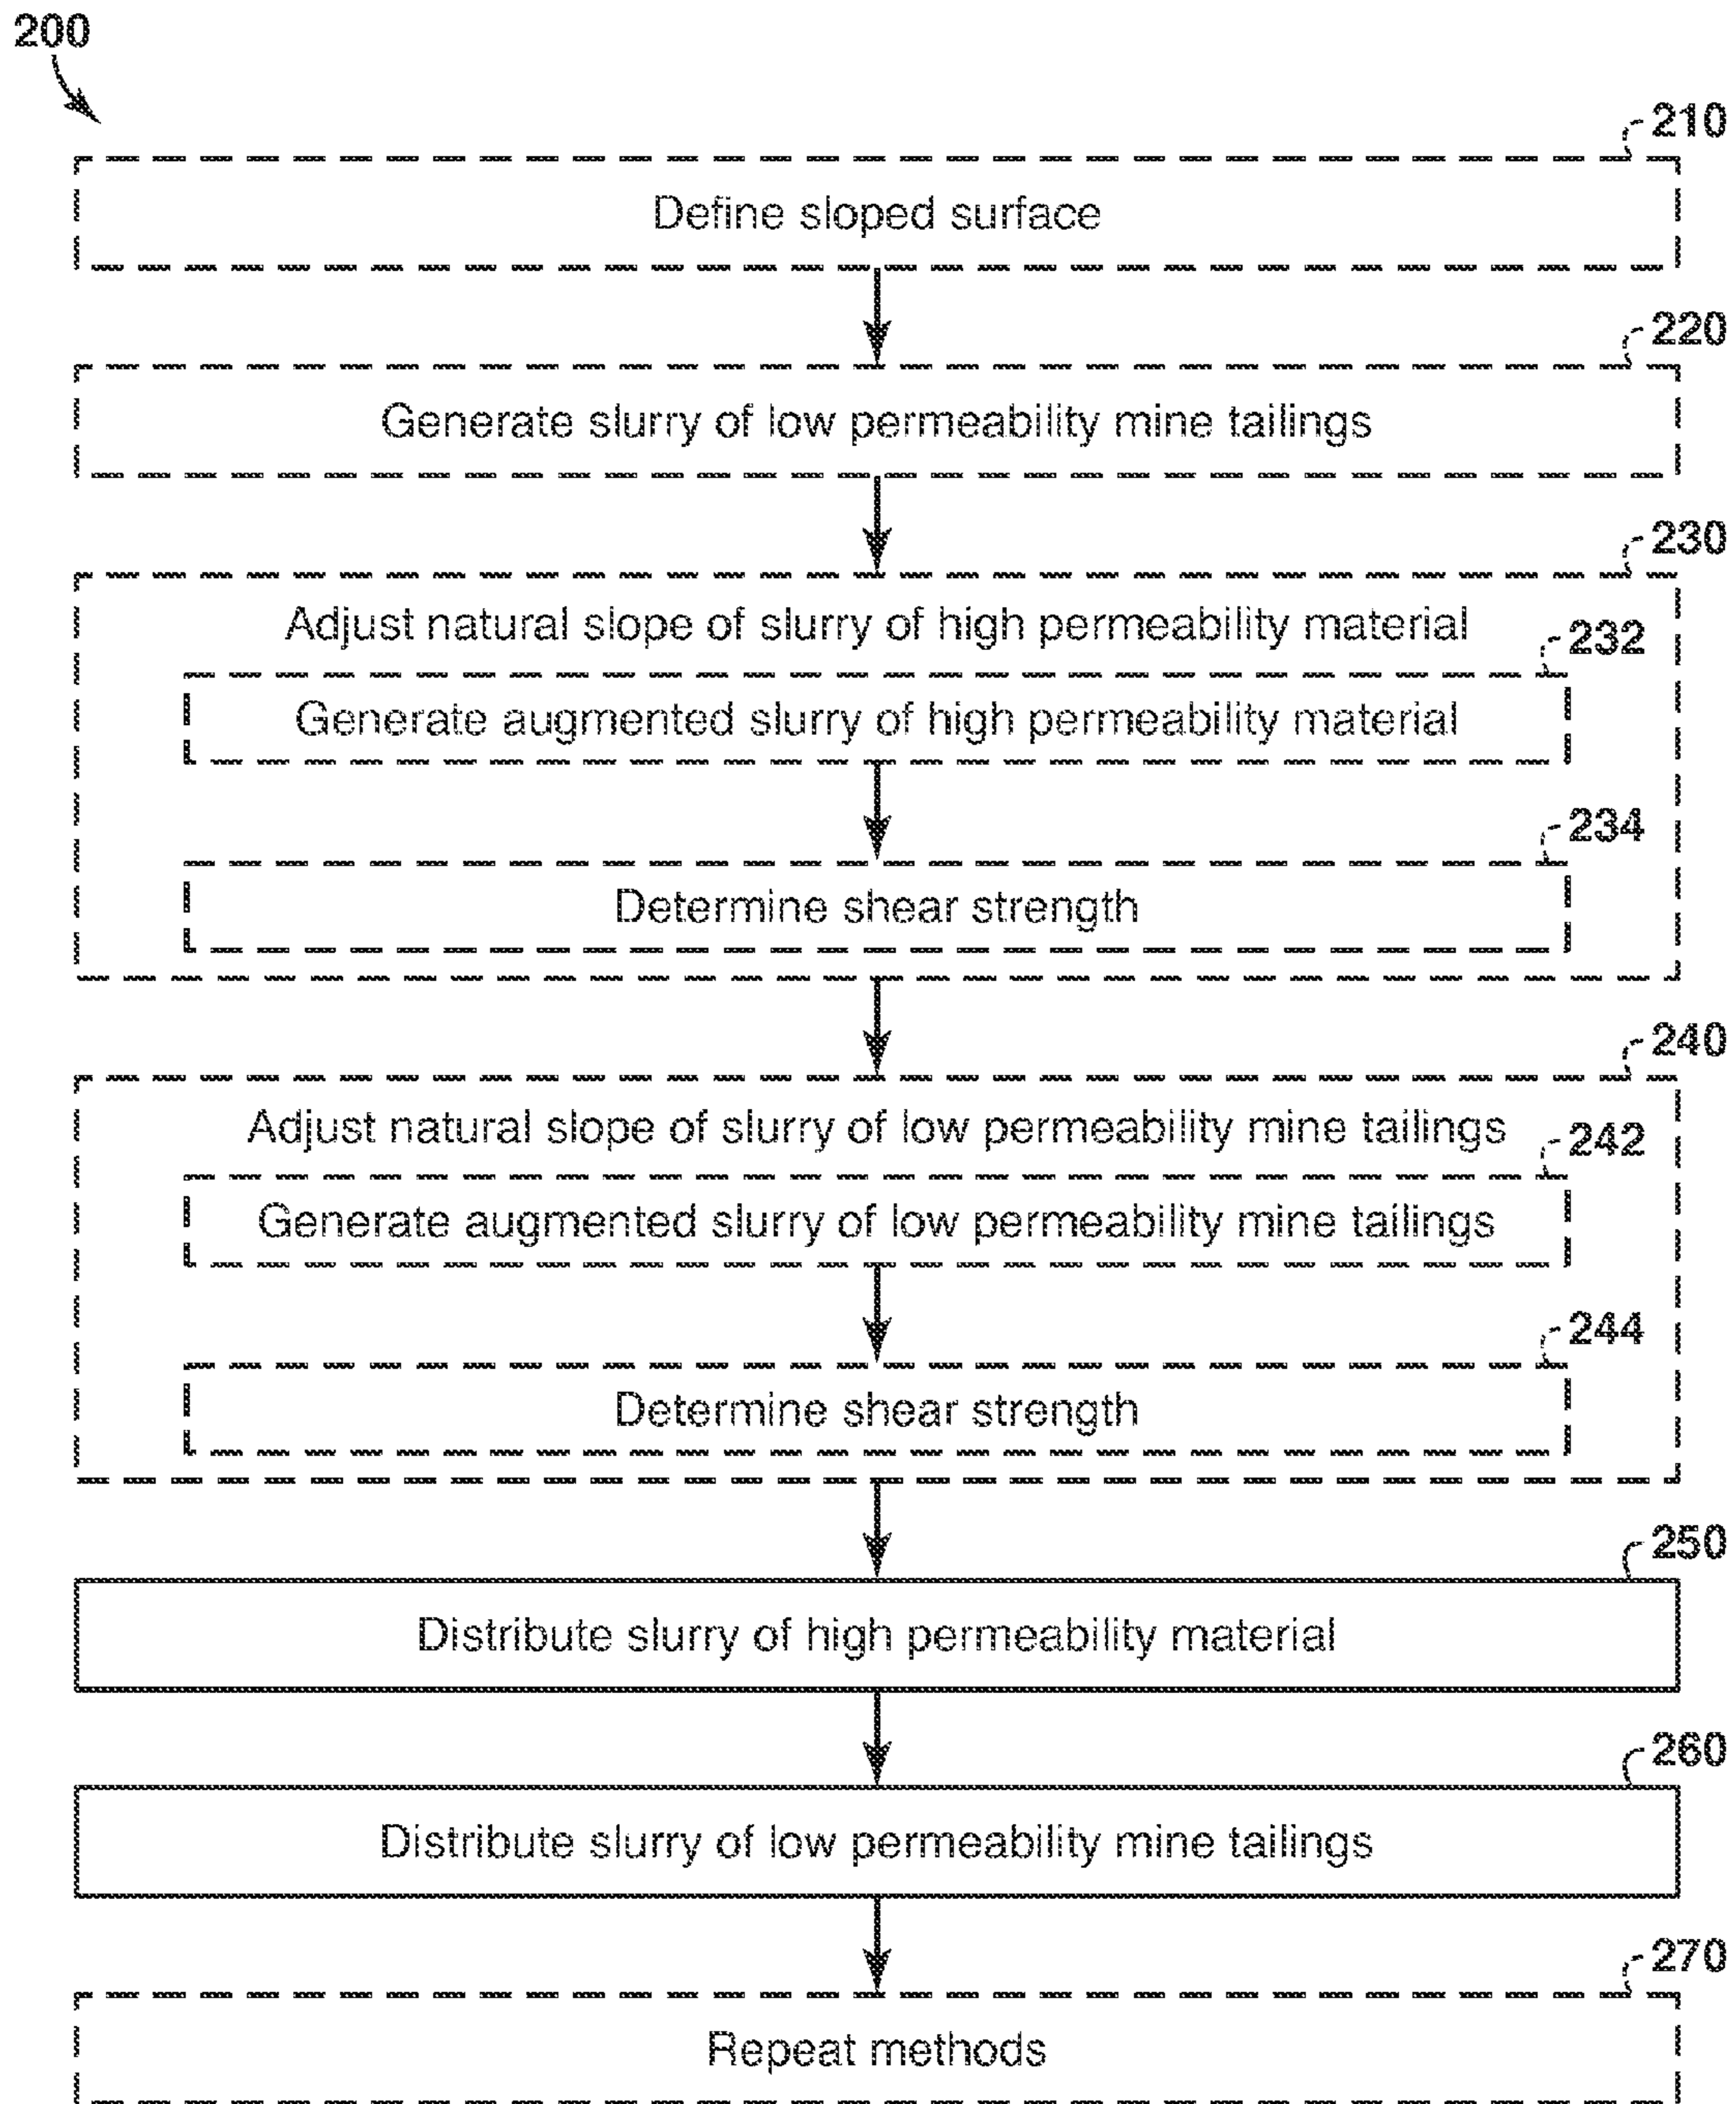 200
210
Define sloped surface
220
Generate slurry of low permeability mine tailings
230
Adjust natural slope of slurry of high permeability material
232
Generate augmented slurry of high permeability material
234
Determine shear strength
240
Adjust natural slope of slurry of low permeability mine tailings
242
Generate augmented slurry of low permeability mine tailings
244
Determine shear strength
250
Distribute slurry of high permeability material
260
Distribute slurry of low permeability mine tailings
270
Repeat methods